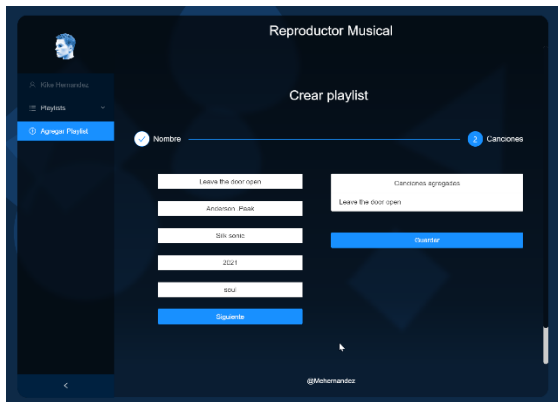 Reproductor Musical
Kike Hernandez
Playlists
Agregar Playlist
Crear playlist
Nombre
2 Canciones
Leave the door open
Anderson Paak
Silk sonic
2021
soul
Siguiente
Canciones agregadas
Leave the door open
Guardar
@Mehernandez